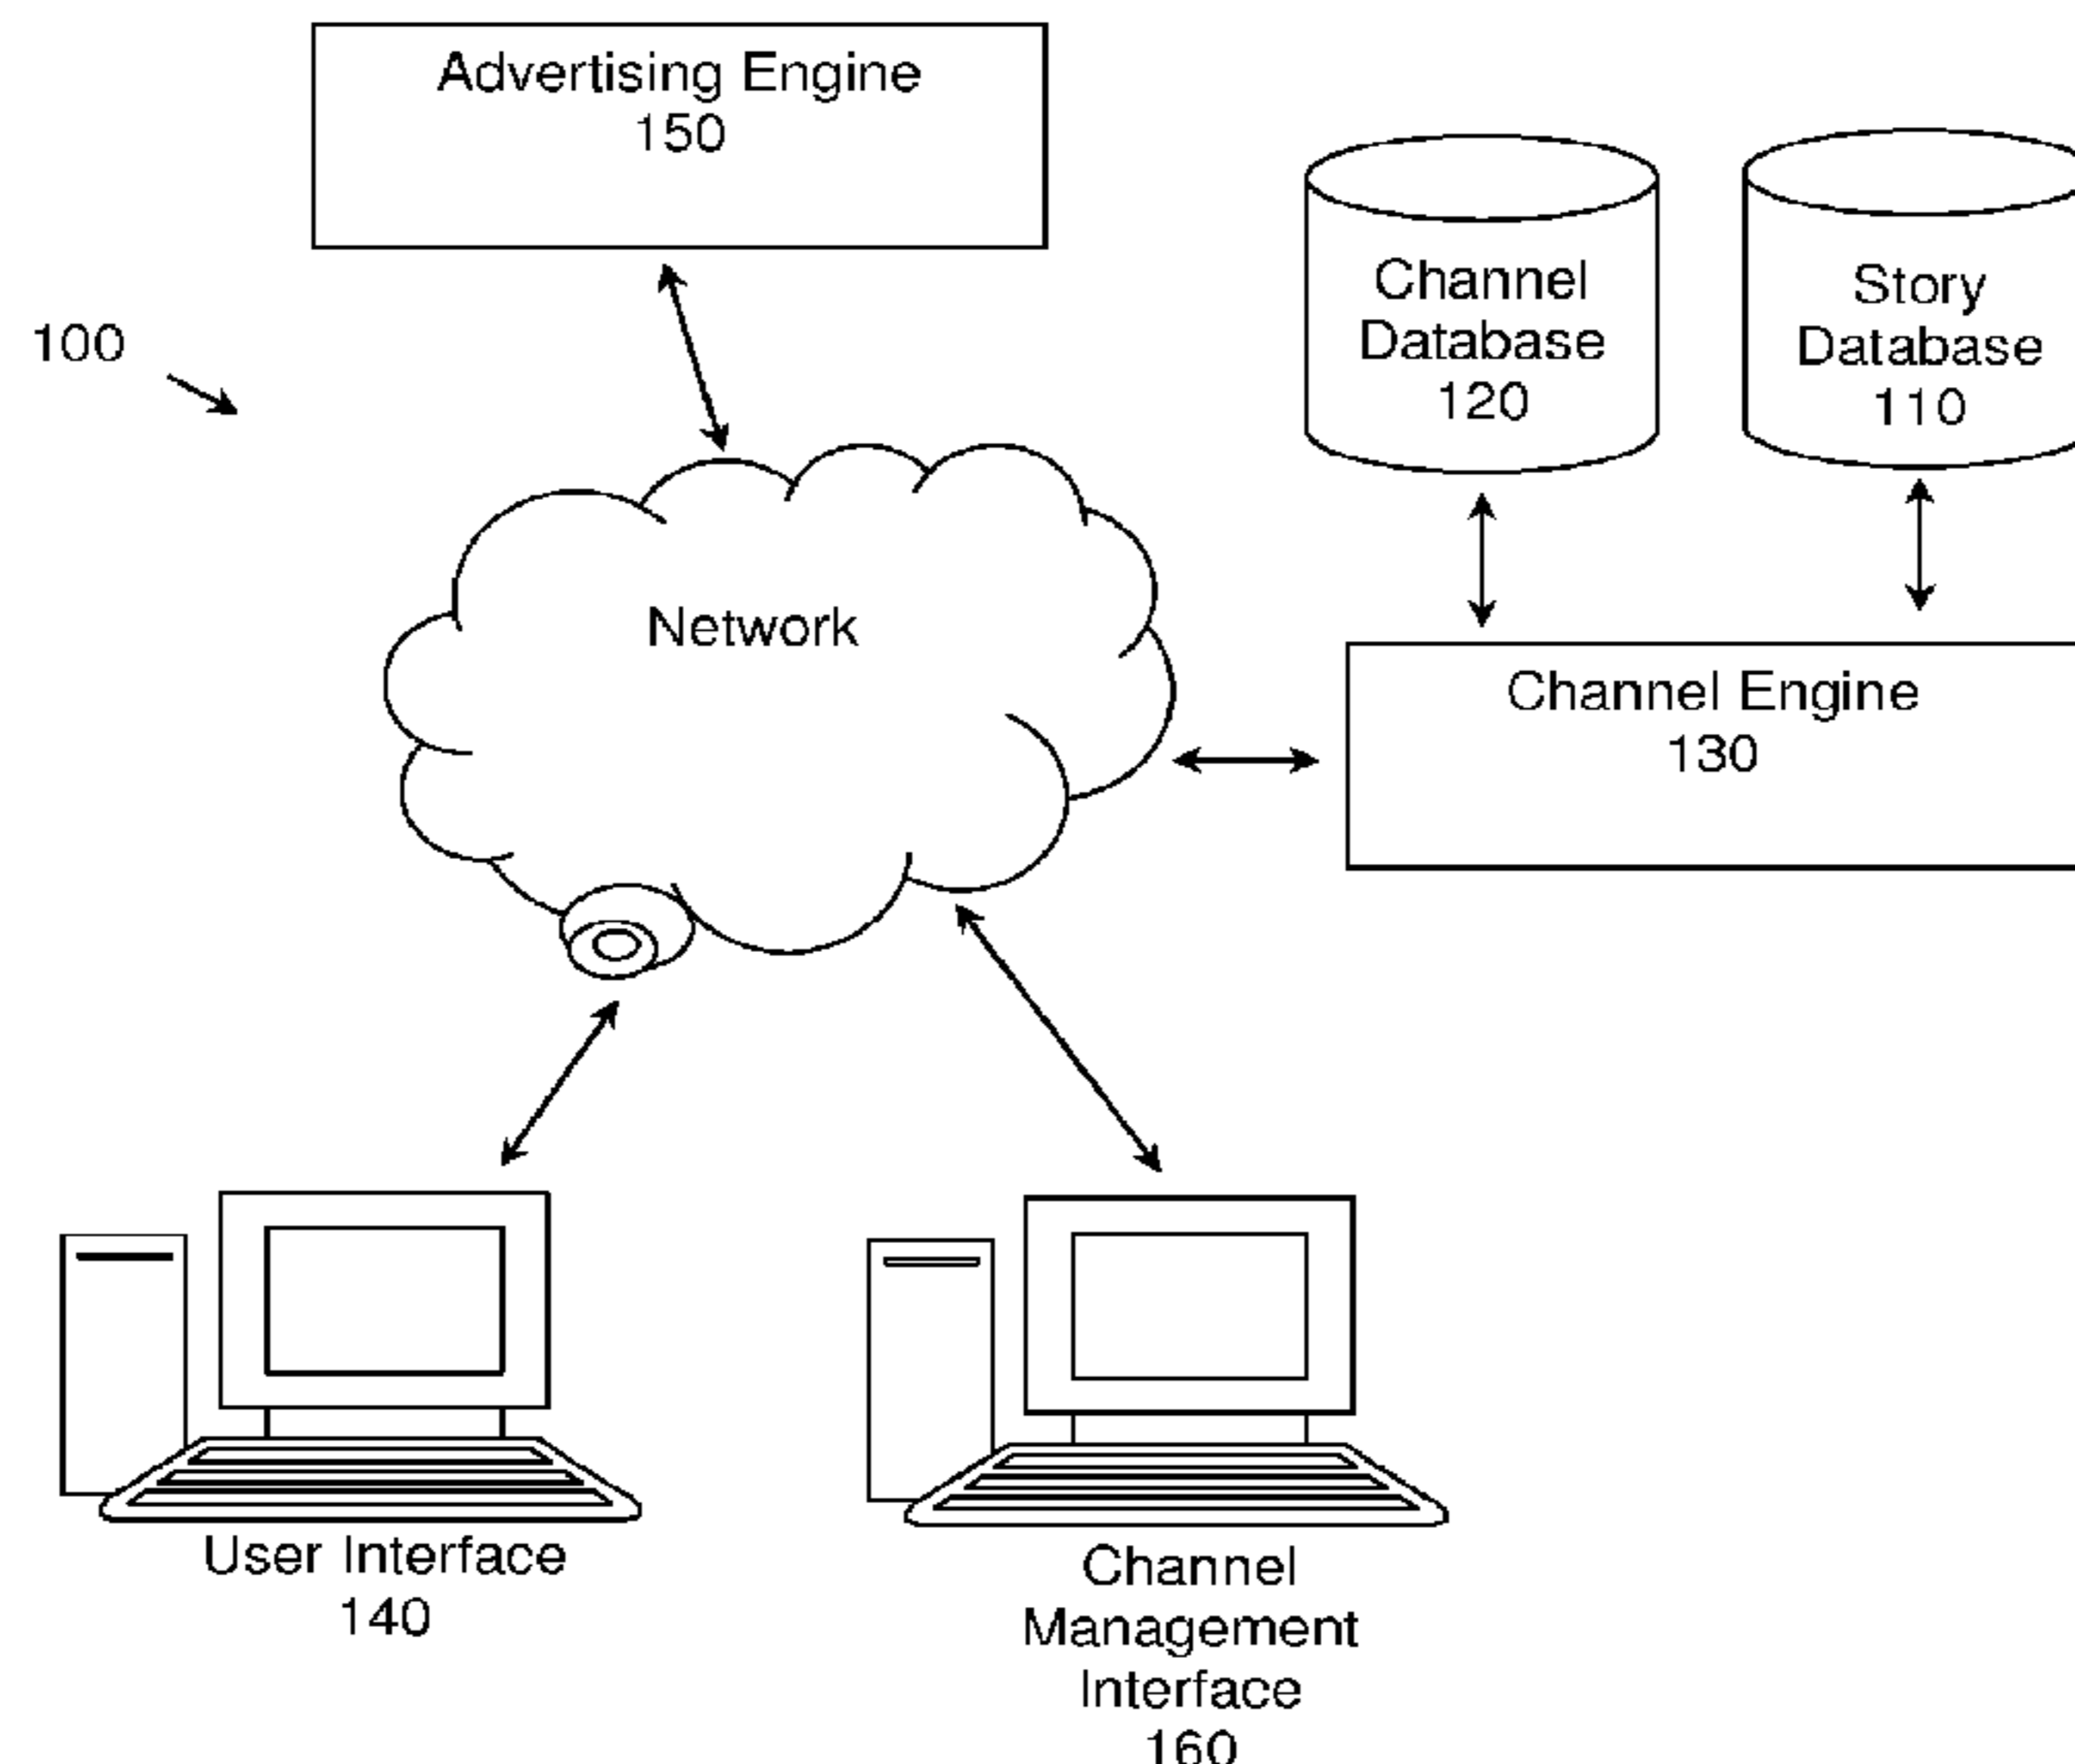 Advertising Engine
150
100
Channel
Database
120
Story
Database
110
Network
Channel Engine
130
User Interface
140
Channel
Management
Interface
160